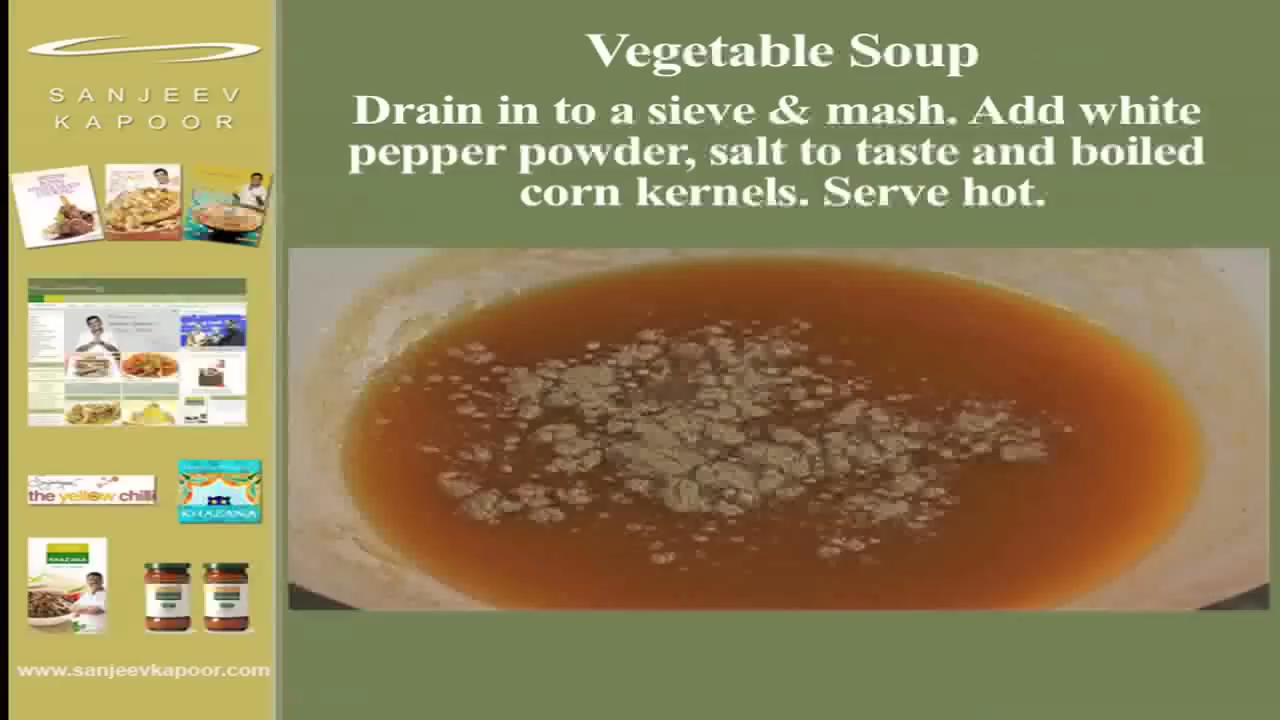 SANJEEV
KAPOOR
Vegetable Soup
Drain in to a sieve & mash. Add white
pepper powder, salt to taste and boiled
corn kernels. Serve hot.
the yellow chilli
KHAZANA
www.sanjeevkapoor.com